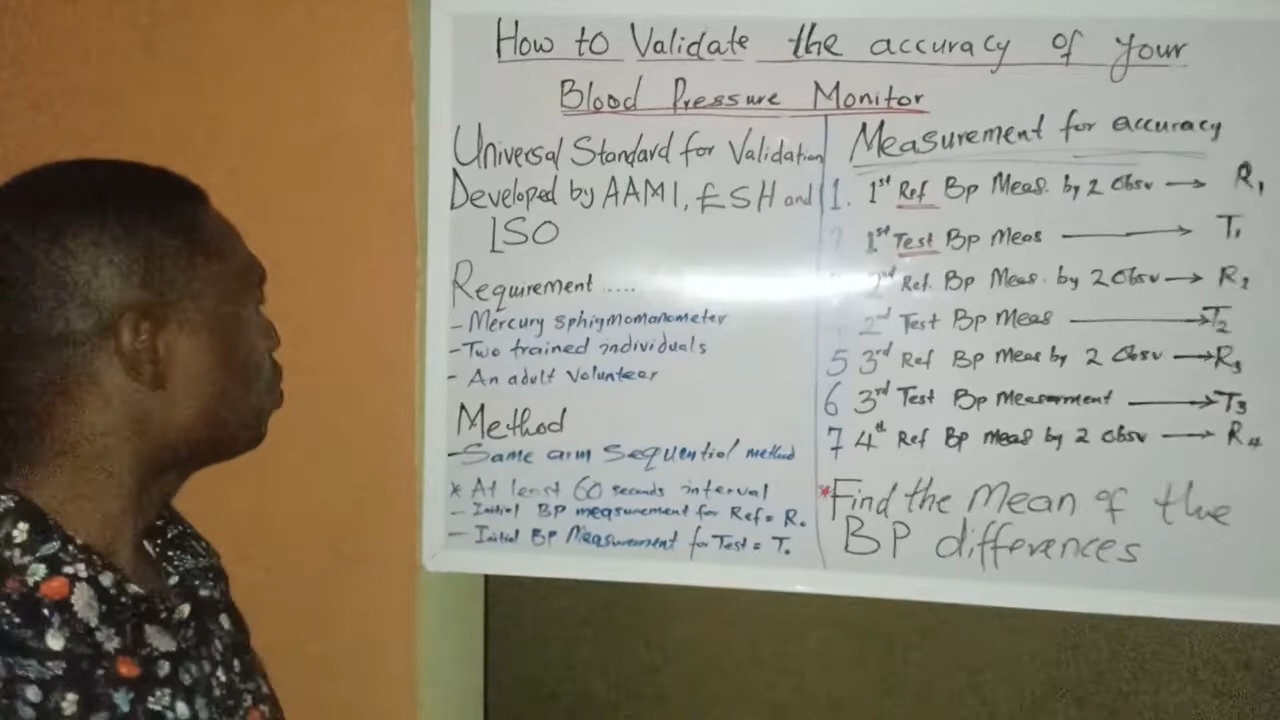 How to Validate the accuracy of your
Blood Pressure Monitor
Universal Standard for Validation
Developed by AAMI, ESH and
ISO
Requirement .....
- Mercury Sphigmomanometer
- Two trained individuals
- An adult Voluntear
Method
- Same arm Sequential method
* At least 60 seconds interval
- Initial BP measurement for Ref = R₀
- Initial BP Measurement for Test = T₀
Measurement for accuracy
1. 1st Ref Bp Meas. by 2 Obsv → R₁
1st Test Bp Meas → T₁
2nd Ref. Bp Meas. by 2 Obsv → R₂
2nd Test Bp Meas → T₂
5 3rd Ref Bp Meas by 2 Obsv → R₃
6 3rd Test Bp Measurment → T₃
7 4th Ref Bp meas by 2 obsv → R₄
*Find the Mean of the
BP differences